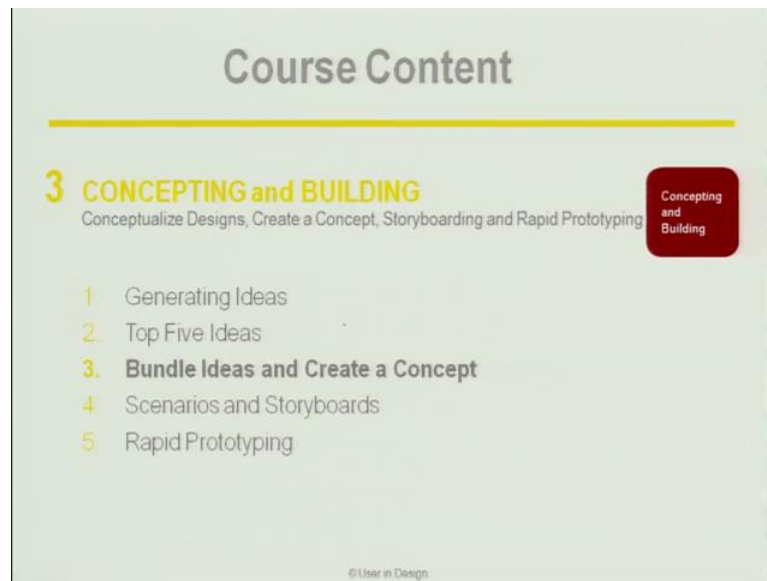 Course Content
3 CONCEPTING and BUILDING
Conceptualize Designs, Create a Concept, Storyboarding and Rapid Prototyping
Concepting
and
Building
1. Generating Ideas
2. Top Five Ideas
3. Bundle Ideas and Create a Concept
4. Scenarios and Storyboards
5. Rapid Prototyping
© User in Design